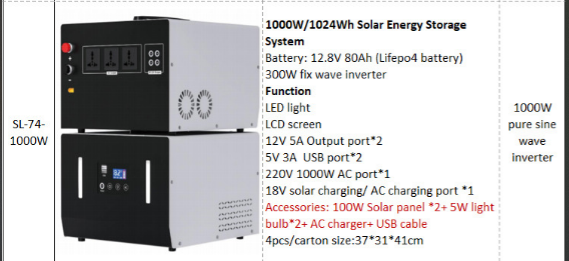 SL-74-
1000W
1000W/1024Wh Solar Energy Storage
System
Battery: 12.8V 80Ah (Lifepo4 battery)
300W fix wave inverter
Function
LED light
LCD screen
12V 5A Output port*2
5V 3A  USB port*2
220V 1000W AC port*1
18V solar charging/ AC charging port *1
Accessories: 100W Solar panel *2+ 5W light
bulb*2+ AC charger+ USB cable
4pcs/carton size:37*31*41cm
1000W
pure sine
wave
inverter